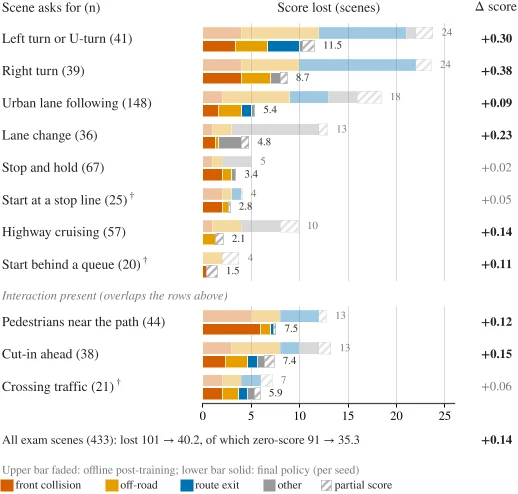 Scene asks for (n) Score lost (scenes) Δ score
Left turn or U-turn (41) 24 11.5 +0.30
Right turn (39) 24 8.7 +0.38
Urban lane following (148) 18 5.4 +0.09
Lane change (36) 13 4.8 +0.23
Stop and hold (67) 5 3.4 +0.02
Start at a stop line (25) † 4 2.8 +0.05
Highway cruising (57) 10 2.1 +0.14
Start behind a queue (20) † 4 1.5 +0.11
Interaction present (overlaps the rows above)
Pedestrians near the path (44) 13 7.5 +0.12
Cut-in ahead (38) 13 7.4 +0.15
Crossing traffic (21) † 7 5.9 +0.06
0 5 10 15 20 25
All exam scenes (433): lost 101 → 40.2, of which zero-score 91 → 35.3 +0.14
Upper bar faded: offline post-training; lower bar solid: final policy (per seed)
front collision off-road route exit other partial score